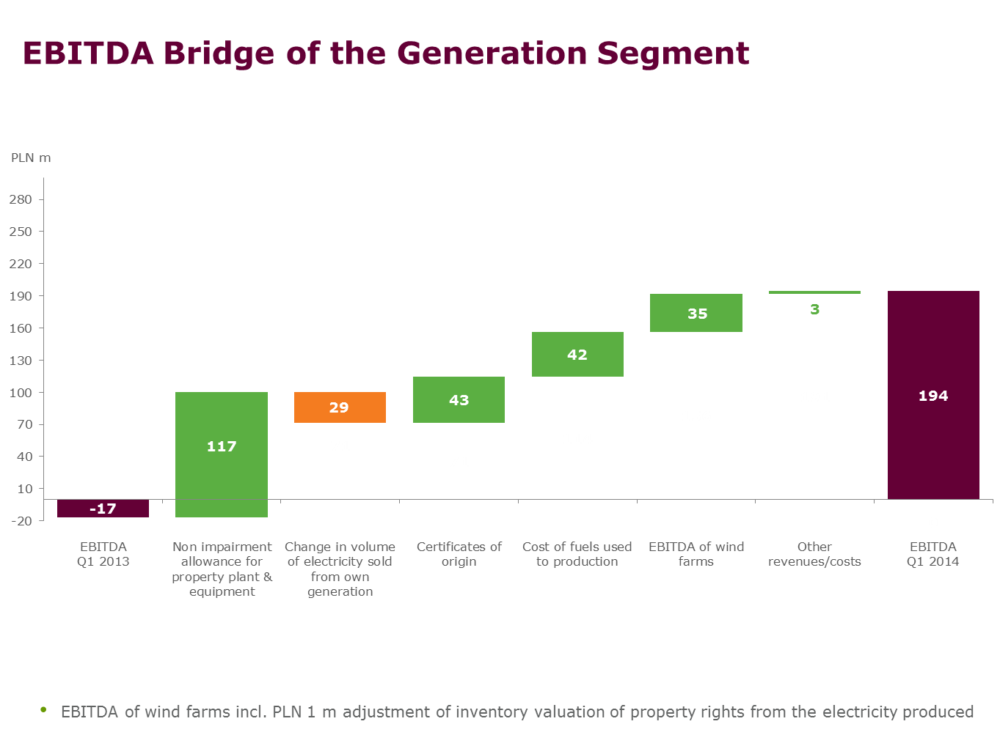 EBITDA Bridge of the Generation Segment
PLN m
280
250
220
190
160
130
100
70
40
10
-20
-17
117
29
43
42
35
3
194
EBITDA
Q1 2013
Non impairment
allowance for
property plant &
equipment
Change in volume
of electricity sold
from own
generation
Certificates of
origin
Cost of fuels used
to production
EBITDA of wind
farms
Other
revenues/costs
EBITDA
Q1 2014
• EBITDA of wind farms incl. PLN 1 m adjustment of inventory valuation of property rights from the electricity produced